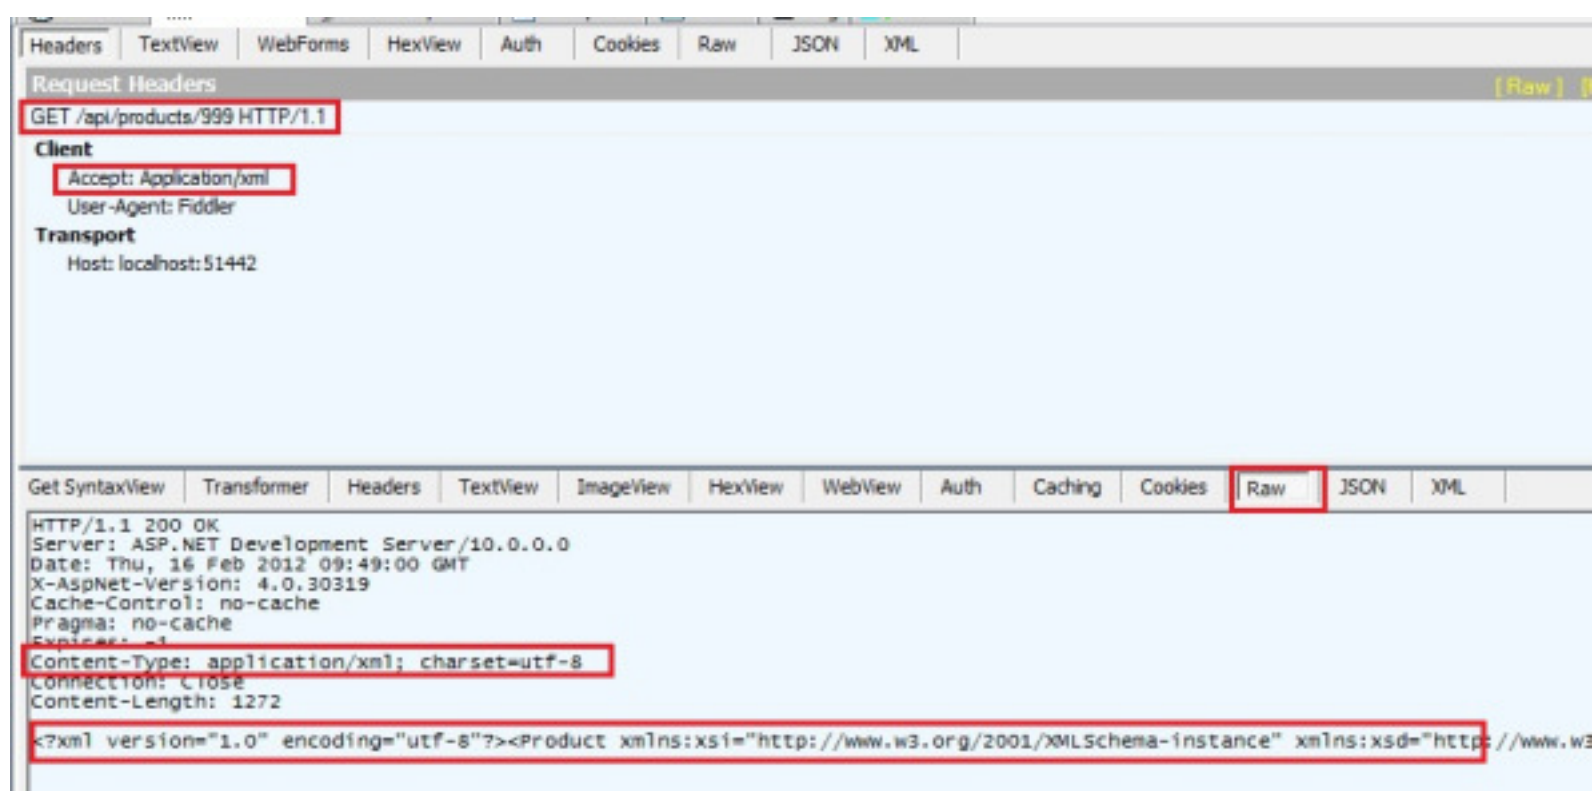 Headers TextView WebForms HexView Auth Cookies Raw JSON XML
Request Headers [Raw]
GET /api/products/999 HTTP/1.1
Client
Accept: Application/xml
User-Agent: Fiddler
Transport
Host: localhost:51442
Get SyntaxView Transformer Headers TextView ImageView HexView WebView Auth Caching Cookies Raw JSON XML
HTTP/1.1 200 OK
Server: ASP.NET Development Server/10.0.0.0
Date: Thu, 16 Feb 2012 09:49:00 GMT
X-AspNet-Version: 4.0.30319
Cache-Control: no-cache
Pragma: no-cache
Expires: -1
Content-Type: application/xml; charset=utf-8
Connection: Close
Content-Length: 1272
<?xml version="1.0" encoding="utf-8"?><Product xmlns:xsi="http://www.w3.org/2001/XMLSchema-instance" xmlns:xsd="http://www.w3